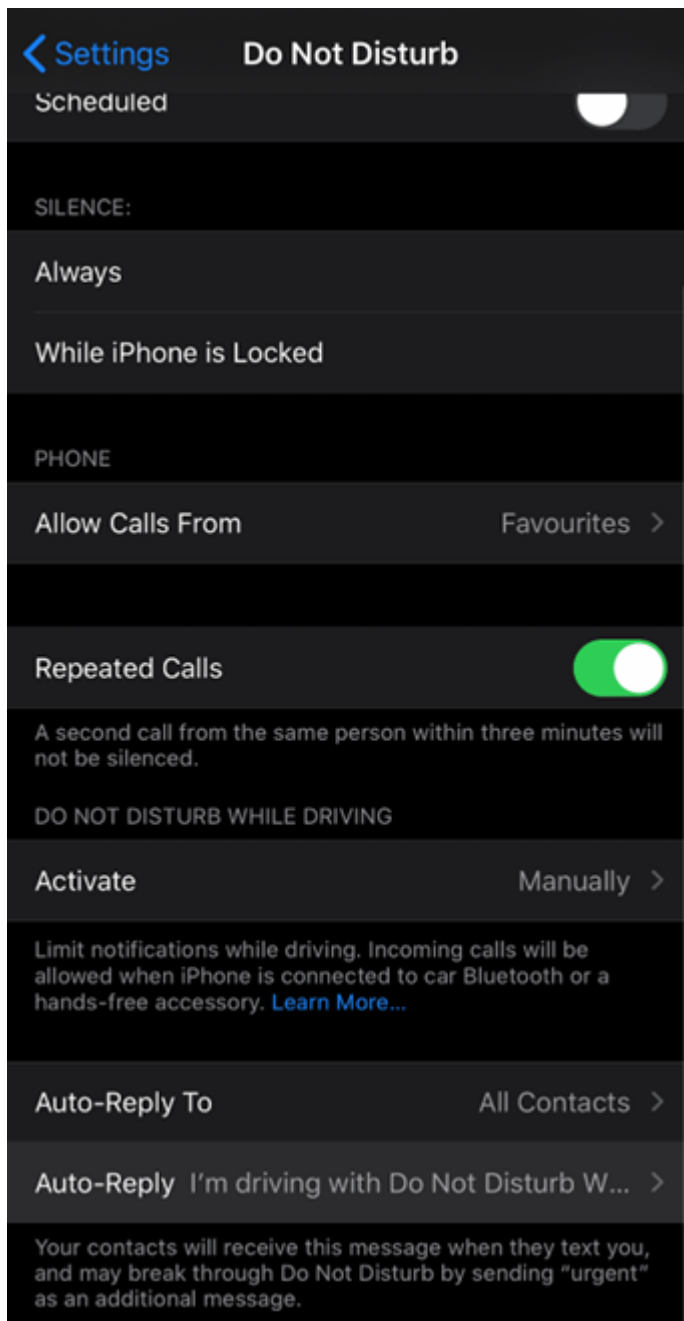 Settings
Do Not Disturb
Scheduled
SILENCE:
Always
While iPhone is Locked
PHONE
Allow Calls From Favourites
Repeated Calls
A second call from the same person within three minutes will
not be silenced.
DO NOT DISTURB WHILE DRIVING
Activate Manually
Limit notifications while driving. Incoming calls will be
allowed when iPhone is connected to car Bluetooth or a
hands-free accessory. Learn More...
Auto-Reply To All Contacts
Auto-Reply I’m driving with Do Not Disturb W...
Your contacts will receive this message when they text you,
and may break through Do Not Disturb by sending “urgent”
as an additional message.